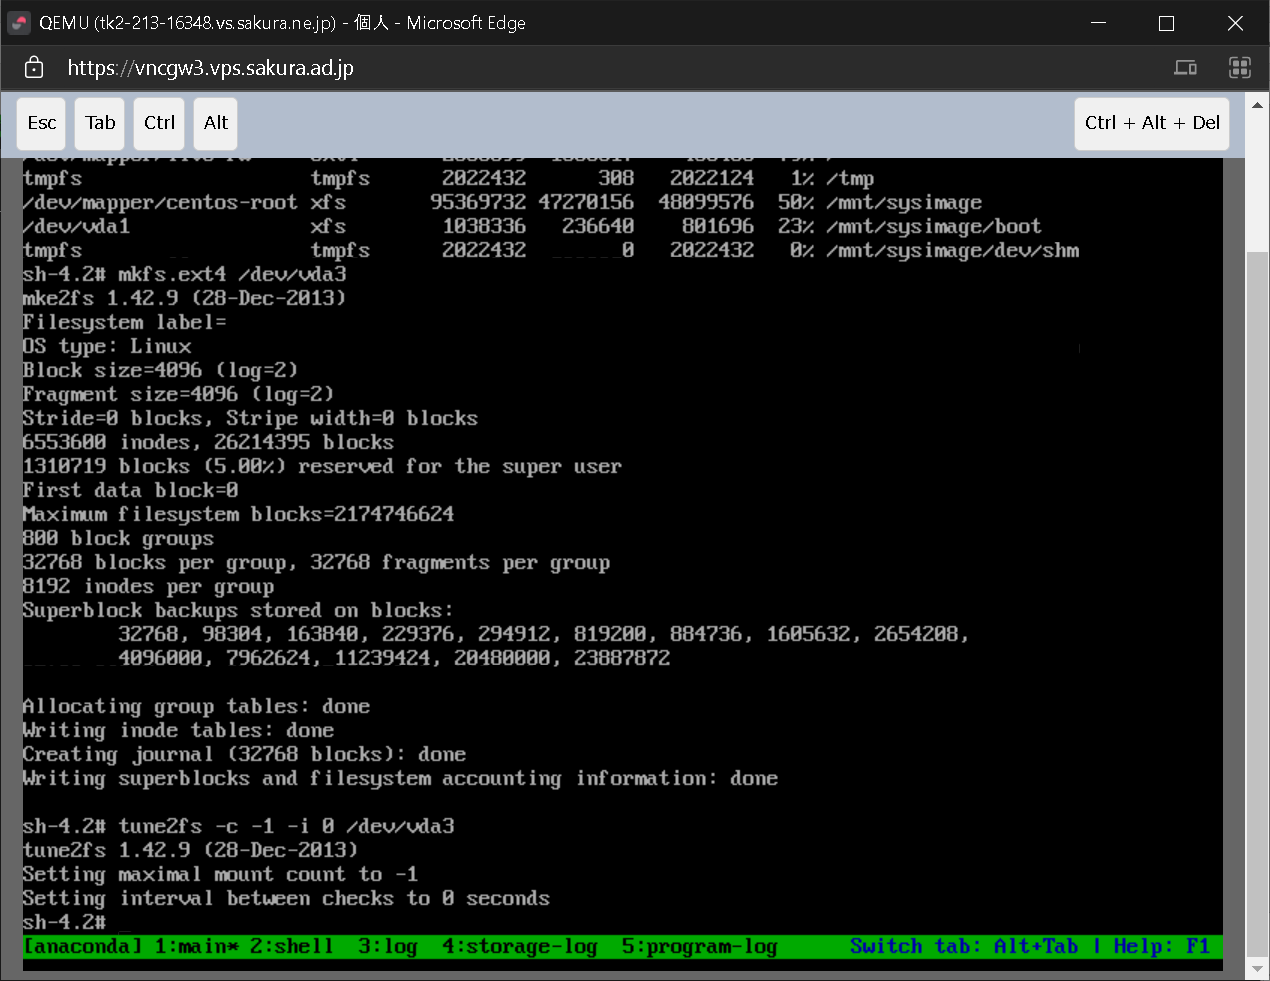 QEMU (tk2-213-16348.vs.sakura.ne.jp) - 個人 - Microsoft Edge
https://vncgw3.vps.sakura.ad.jp
Esc Tab Ctrl Alt Ctrl + Alt + Del
tmpfs tmpfs 2022432 308 2022124 1% /tmp
/dev/mapper/centos-root xfs 95369732 47270156 48099576 50% /mnt/sysimage
/dev/vda1 xfs 1038336 236640 801696 23% /mnt/sysimage/boot
tmpfs tmpfs 2022432 0 2022432 0% /mnt/sysimage/dev/shm
sh-4.2# mkfs.ext4 /dev/vda3
mke2fs 1.42.9 (28-Dec-2013)
Filesystem label=
OS type: Linux
Block size=4096 (log=2)
Fragment size=4096 (log=2)
Stride=0 blocks, Stripe width=0 blocks
6553600 inodes, 26214395 blocks
1310719 blocks (5.00%) reserved for the super user
First data block=0
Maximum filesystem blocks=2174746624
800 block groups
32768 blocks per group, 32768 fragments per group
8192 inodes per group
Superblock backups stored on blocks:
32768, 98304, 163840, 229376, 294912, 819200, 884736, 1605632, 2654208,
4096000, 7962624, 11239424, 20480000, 23887872
Allocating group tables: done
Writing inode tables: done
Creating journal (32768 blocks): done
Writing superblocks and filesystem accounting information: done
sh-4.2# tune2fs -c -1 -i 0 /dev/vda3
tune2fs 1.42.9 (28-Dec-2013)
Setting maximal mount count to -1
Setting interval between checks to 0 seconds
sh-4.2#
[anaconda] 1:main* 2:shell 3:log 4:storage-log 5:program-log Switch tab: Alt+Tab | Help: F1